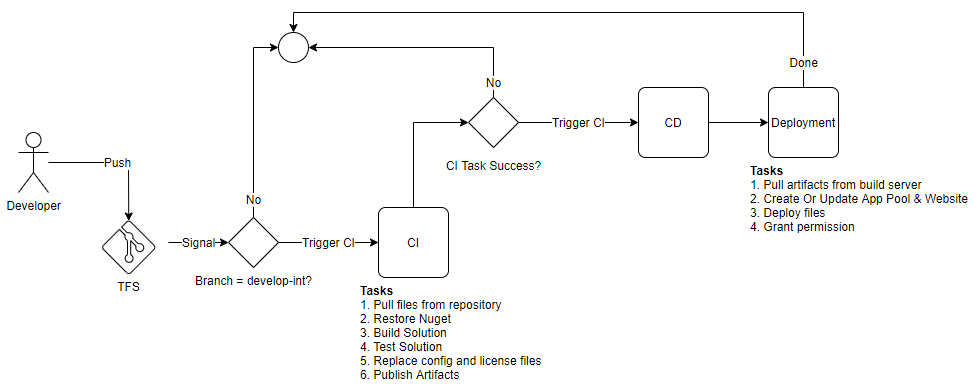 Done
No
Trigger CI
CD
Deployment
CI Task Success?
Push
Tasks
1. Pull artifacts from build server
2. Create Or Update App Pool & Website
3. Deploy files
4. Grant permission
Developer
No
Signal
Trigger CI
CI
Branch = develop-int?
TFS
Tasks
1. Pull files from repository
2. Restore Nuget
3. Build Solution
4. Test Solution
5. Replace config and license files
6. Publish Artifacts